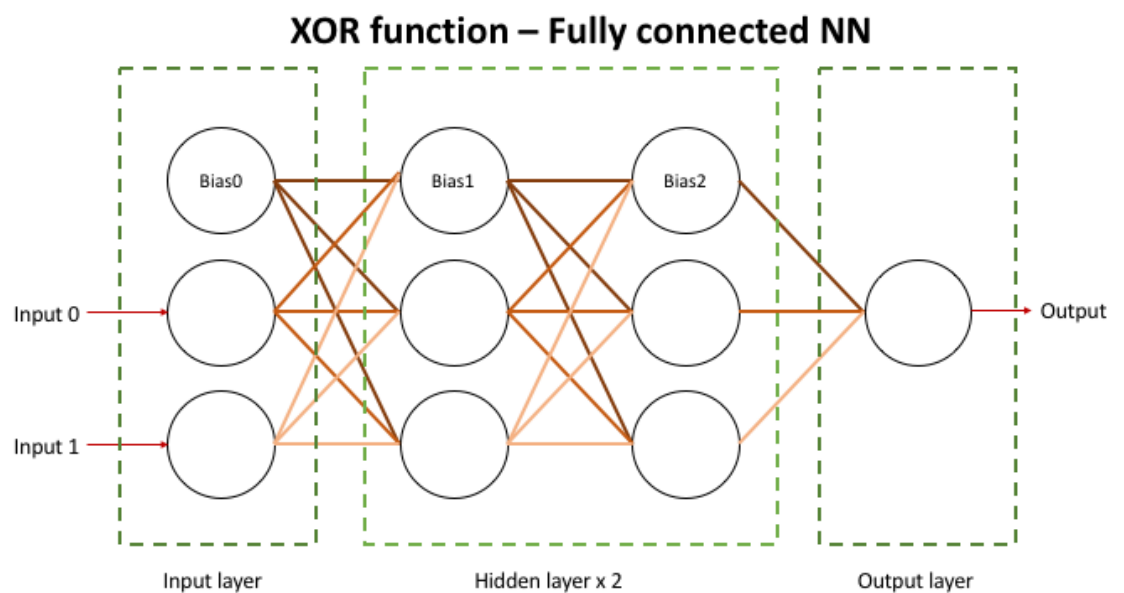 XOR function – Fully connected NN
Bias0
Bias1
Bias2
Input 0
Output
Input 1
Input layer
Hidden layer x 2
Output layer